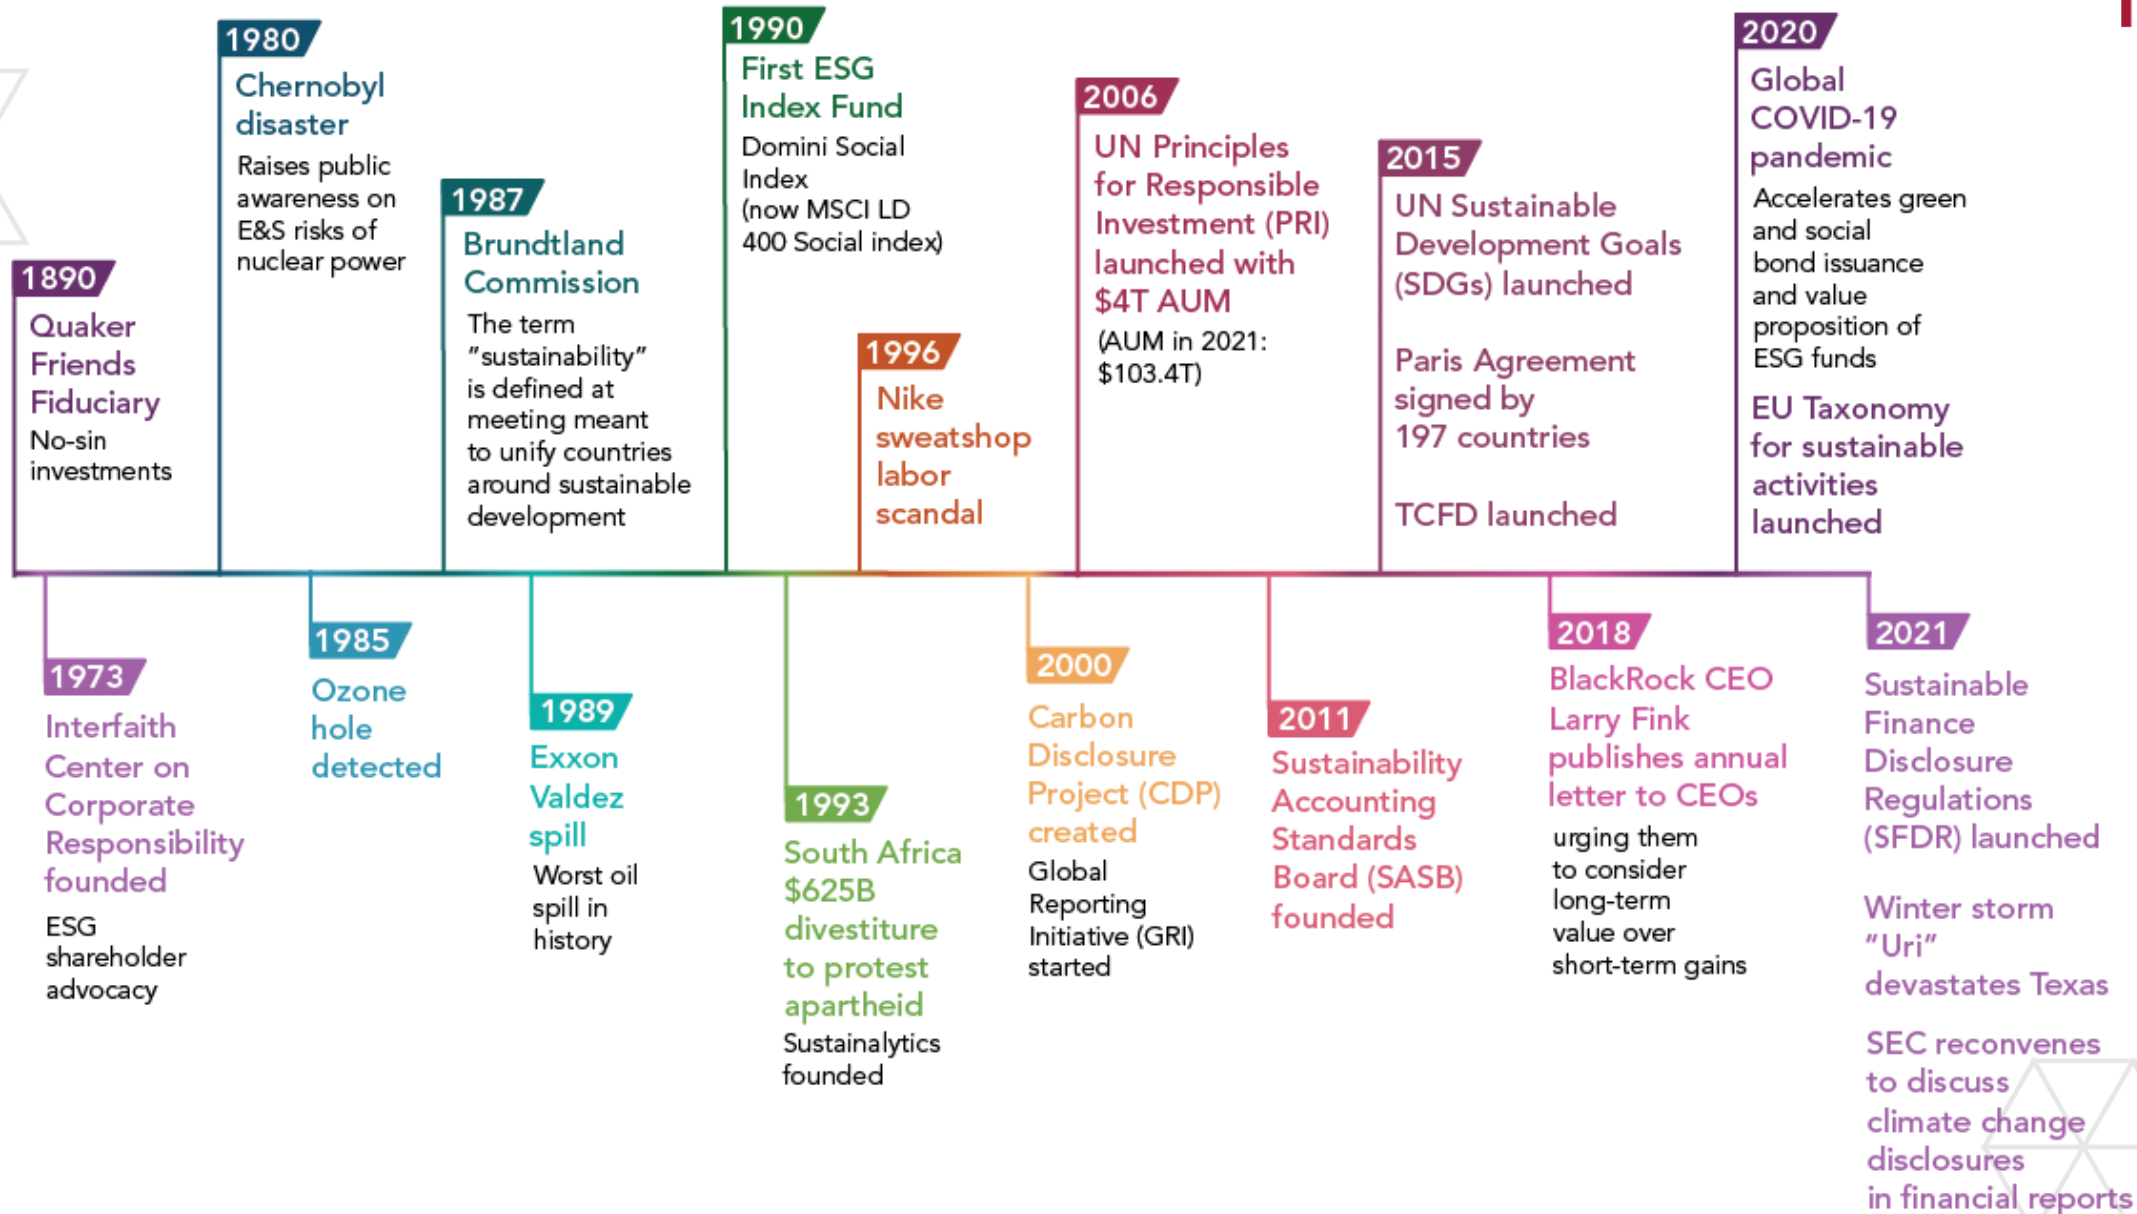 1890
Quaker
Friends
Fiduciary
No-sin
investments
1973
Interfaith
Center on
Corporate
Responsibility
founded
ESG
shareholder
advocacy
1980
Chernobyl
disaster
Raises public
awareness on
E&S risks of
nuclear power
1985
Ozone
hole
detected
1987
Brundtland
Commission
The term
"sustainability"
is defined at
meeting meant
to unify countries
around sustainable
development
1989
Exxon
Valdez
spill
Worst oil
spill in
history
1990
First ESG
Index Fund
Domini Social
Index
(now MSCI LD
400 Social index)
1993
South Africa
$625B
divestiture
to protest
apartheid
Sustainalytics
founded
1996
Nike
sweatshop
labor
scandal
2000
Carbon
Disclosure
Project (CDP)
created
Global
Reporting
Initiative (GRI)
started
2006
UN Principles
for Responsible
Investment (PRI)
launched with
$4T AUM
(AUM in 2021:
$103.4T)
2011
Sustainability
Accounting
Standards
Board (SASB)
founded
2015
UN Sustainable
Development Goals
(SDGs) launched
Paris Agreement
signed by
197 countries
TCFD launched
2018
BlackRock CEO
Larry Fink
publishes annual
letter to CEOs
urging them
to consider
long-term
value over
short-term gains
2020
Global
COVID-19
pandemic
Accelerates green
and social
bond issuance
and value
proposition of
ESG funds
EU Taxonomy
for sustainable
activities
launched
2021
Sustainable
Finance
Disclosure
Regulations
(SFDR) launched
Winter storm
"Uri"
devastates Texas
SEC reconvenes
to discuss
climate change
disclosures
in financial reports